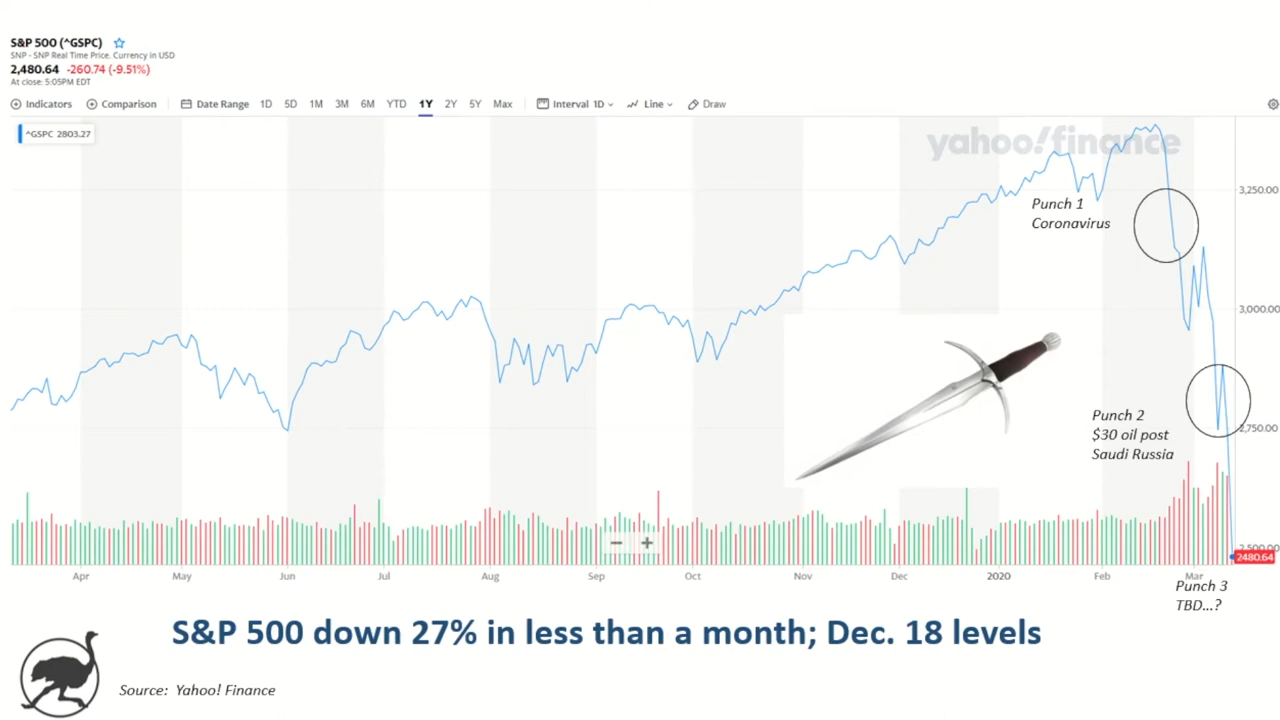 S&P 500 (^GSPC)
SNP - SNP Real Time Price. Currency in USD
2,480.64 -260.74 (-9.51%)
At close: 5:05PM EDT
Indicators Comparison Date Range 1D 5D 1M 3M 6M YTD 1Y 2Y 5Y Max Interval 1D Line Draw
^GSPC 2803.27
yahoo!finance
3,250.00
Punch 1
Coronavirus
3,000.00
Punch 2
$30 oil post
Saudi Russia
2,750.00
2,500.00
2480.64
Apr May Jun Jul Aug Sep Oct Nov Dec 2020 Feb Mar
Punch 3
TBD...?
S&P 500 down 27% in less than a month; Dec. 18 levels
Source: Yahoo! Finance